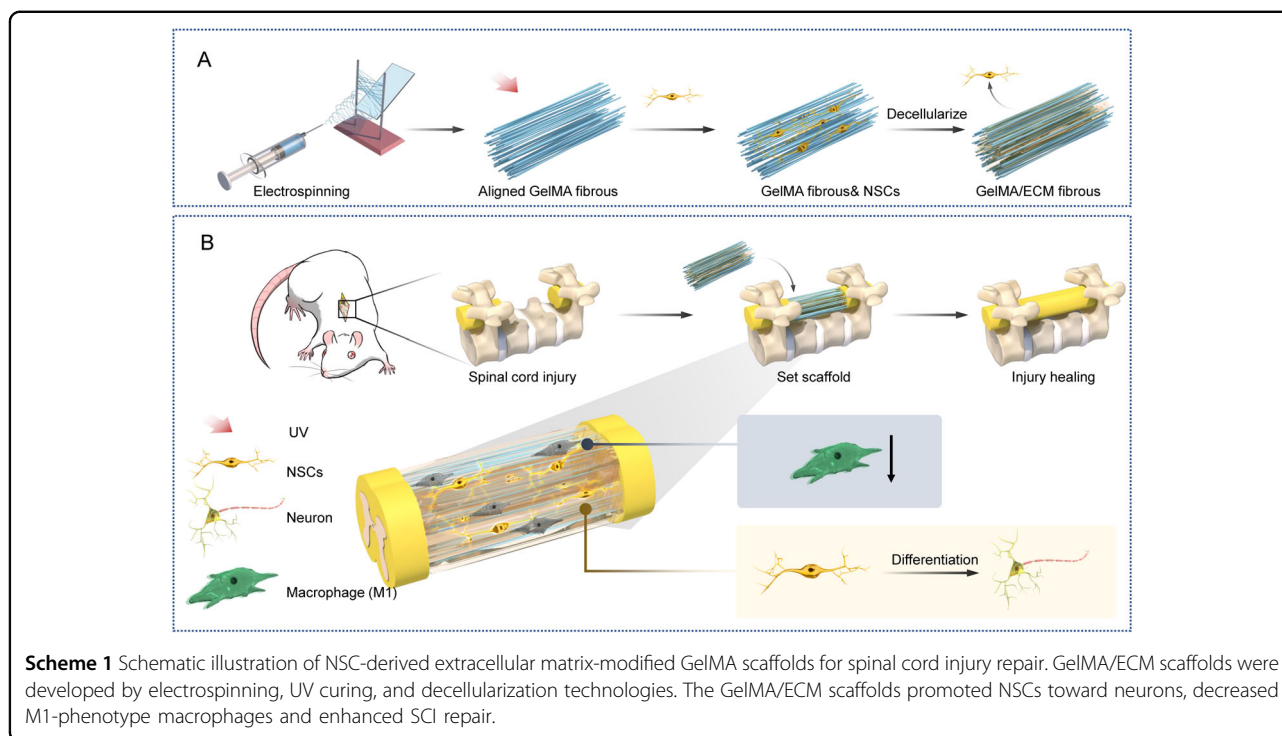 A
Electrospinning
Aligned GelMA fibrous
GelMA fibrous& NSCs
Decellularize
GelMA/ECM fibrous
B
Spinal cord injury
Set scaffold
Injury healing
UV
NSCs
Neuron
Macrophage (M1)
Differentiation
Scheme 1 Schematic illustration of NSC-derived extracellular matrix-modified GelMA scaffolds for spinal cord injury repair. GelMA/ECM scaffolds were
developed by electrospinning, UV curing, and decellularization technologies. The GelMA/ECM scaffolds promoted NSCs toward neurons, decreased
M1-phenotype macrophages and enhanced SCI repair.